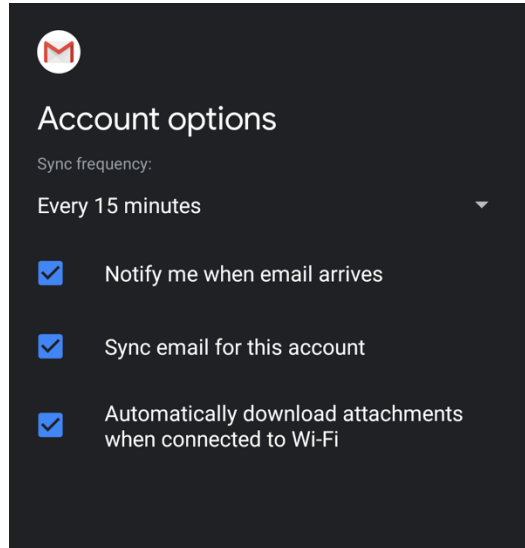 Account options
Sync frequency:
Every 15 minutes
Notify me when email arrives
Sync email for this account
Automatically download attachments
when connected to Wi-Fi